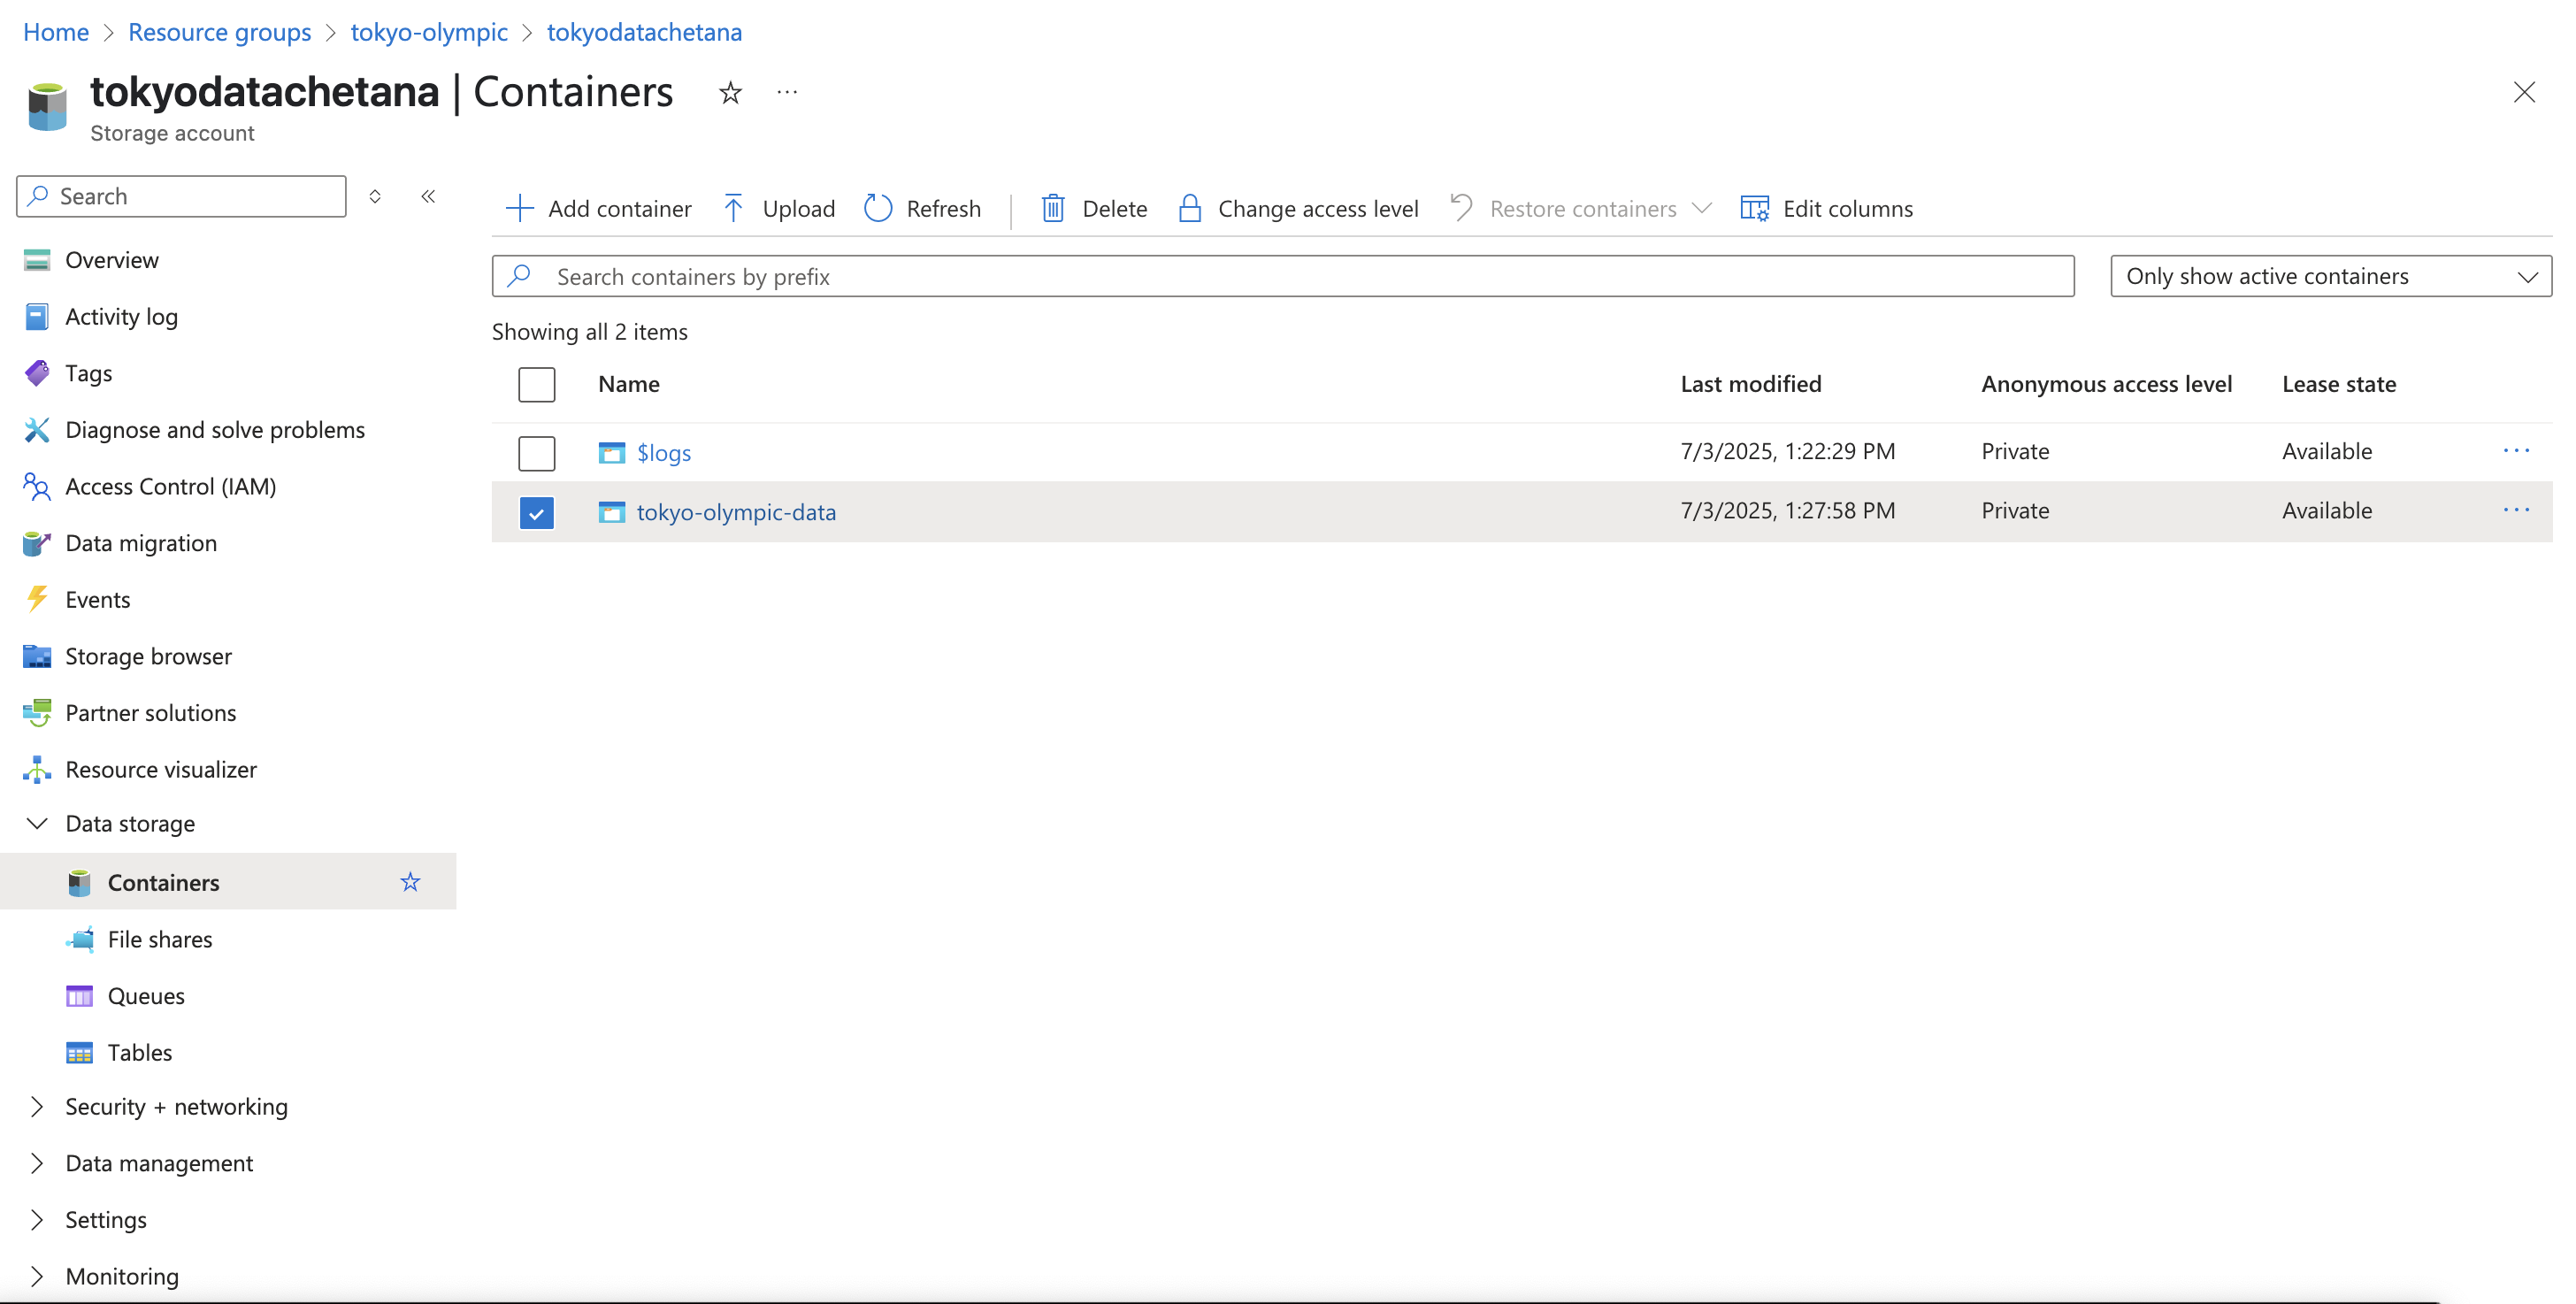 Home > Resource groups > tokyo-olympic > tokyodatachetana
tokyodatachetana | Containers
Storage account
Search
Overview
Activity log
Tags
Diagnose and solve problems
Access Control (IAM)
Data migration
Events
Storage browser
Partner solutions
Resource visualizer
Data storage
Containers
File shares
Queues
Tables
Security + networking
Data management
Settings
Monitoring
Add container Upload Refresh Delete Change access level Restore containers Edit columns
Search containers by prefix Only show active containers
Showing all 2 items
Name Last modified Anonymous access level Lease state
$logs 7/3/2025, 1:22:29 PM Private Available
tokyo-olympic-data 7/3/2025, 1:27:58 PM Private Available